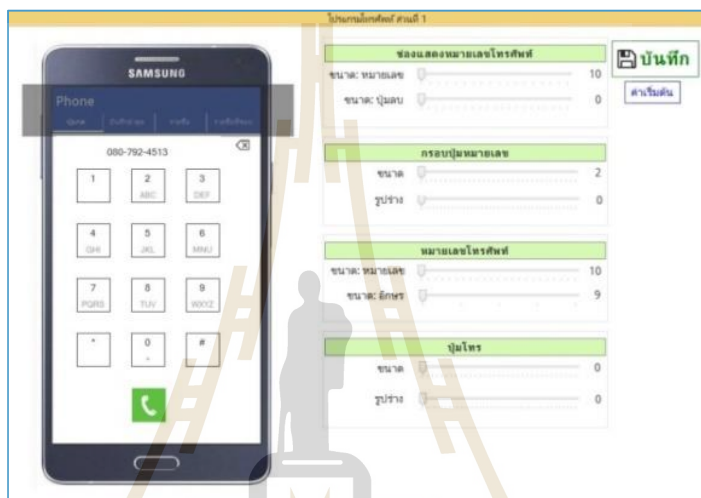 โปรแกรมโทรศัพท์ ส่วนที่ 1
SAMSUNG
Phone
080-792-4513
1
2
ABC
3
DEF
4
GHI
5
JKL
6
MNU
7
PQRS
8
TUV
9
WXYZ
*
0
+
#
ช่องแสดงหมายเลขโทรศัพท์
ขนาด: หมายเลข 10
ขนาด: ปุ่มลบ 0
กรอบปุ่มหมายเลข
ขนาด 2
รูปร่าง 0
หมายเลขโทรศัพท์
ขนาด: หมายเลข 10
ขนาด: อักษร 9
ปุ่มโทร
ขนาด 0
รูปร่าง 0
บันทึก
ค่าเริ่มต้น